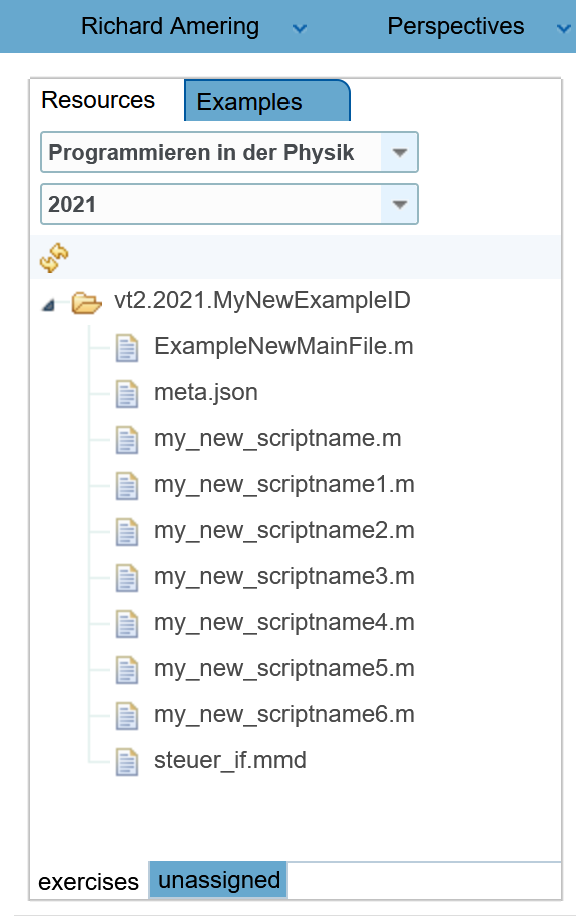 Richard Amering Perspectives
Resources Examples
Programmieren in der Physik
2021
vt2.2021.MyNewExampleID
ExampleNewMainFile.m
meta.json
my_new_scriptname.m
my_new_scriptname1.m
my_new_scriptname2.m
my_new_scriptname3.m
my_new_scriptname4.m
my_new_scriptname5.m
my_new_scriptname6.m
steuer_if.mmd
exercises unassigned